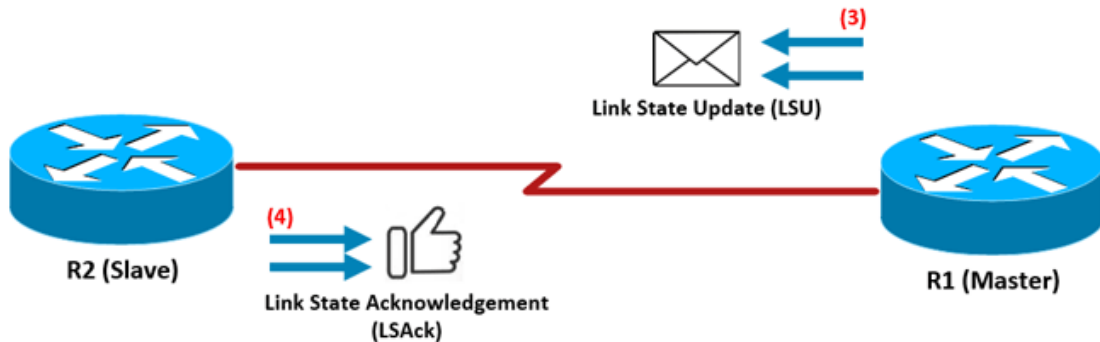 (3)
Link State Update (LSU)
R2 (Slave)
R1 (Master)
(4)
Link State Acknowledgement
(LSAck)